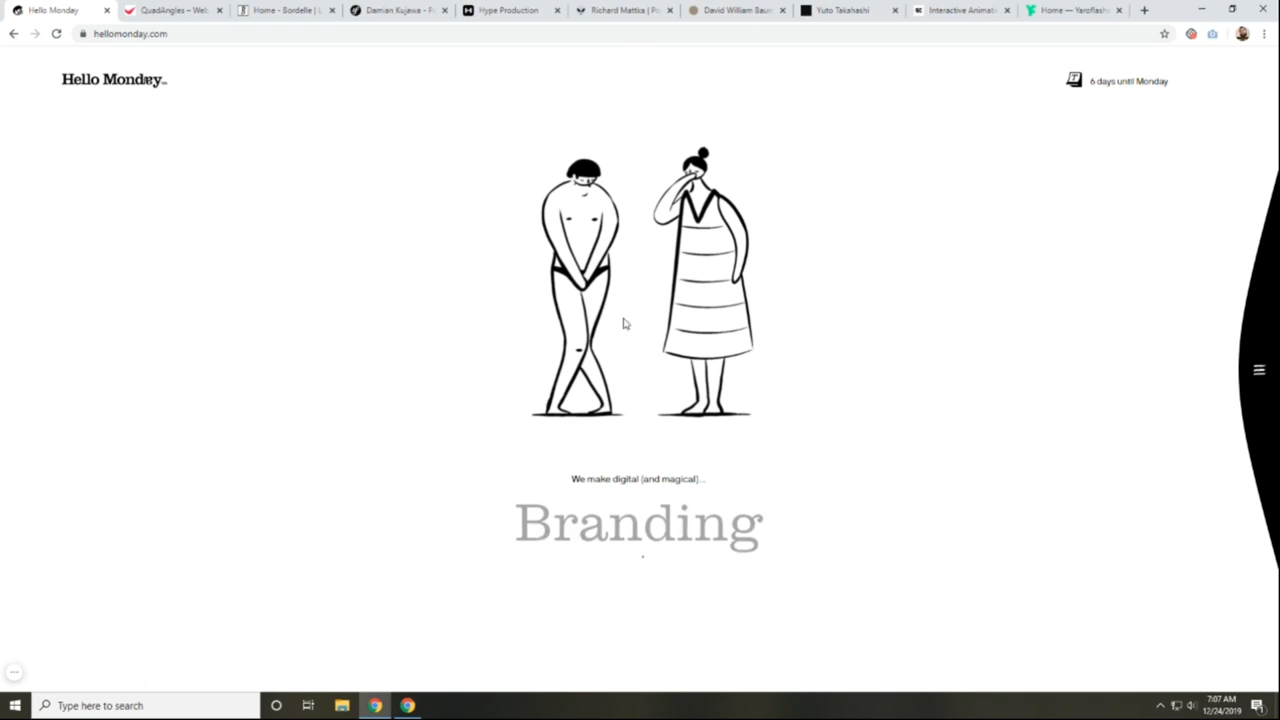 Hello Monday
QuadAngles – Wel
Home - Bordelle | L
Damian Kujawa - P
Hype Production
Richard Mattka | Po
David William Baum
Yuto Takahashi
Interactive Animati
Home — Yaroflash
hellomonday.com
Hello Monday
6 days until Monday
We make digital (and magical)...
Branding
Type here to search
7:07 AM
12/24/2019